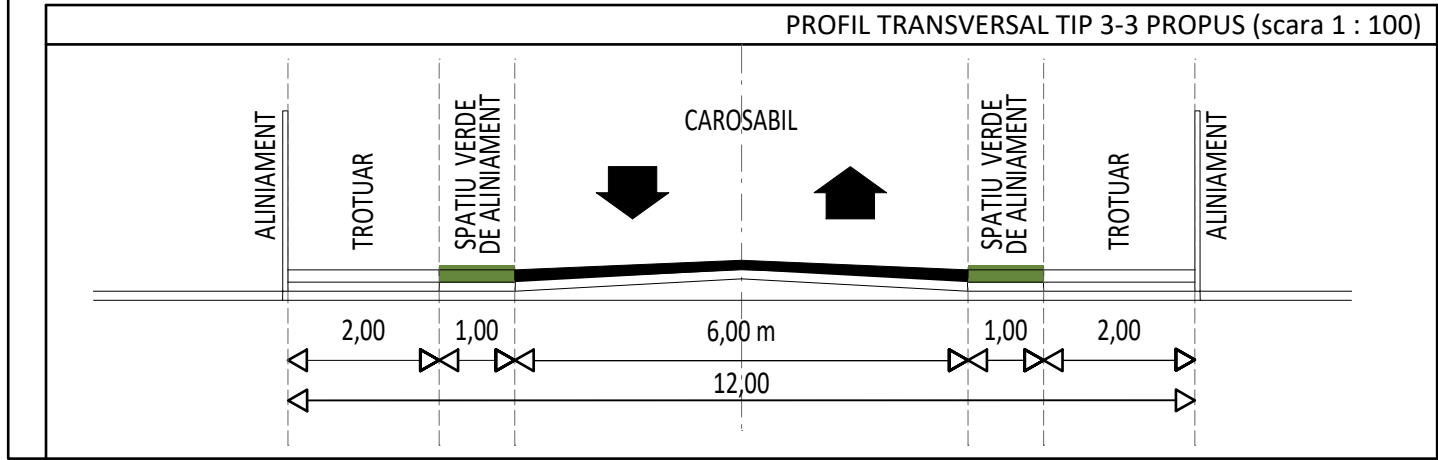 PROFIL TRANSVERSAL TIP 3-3 PROPUS (scara 1 : 100)
ALINIAMENT
TROTUAR
SPATIU VERDE
DE ALINIAMENT
CAROSABIL
SPATIU VERDE
DE ALINIAMENT
TROTUAR
ALINIAMENT
2,00
1,00
6,00 m
1,00
2,00
12,00